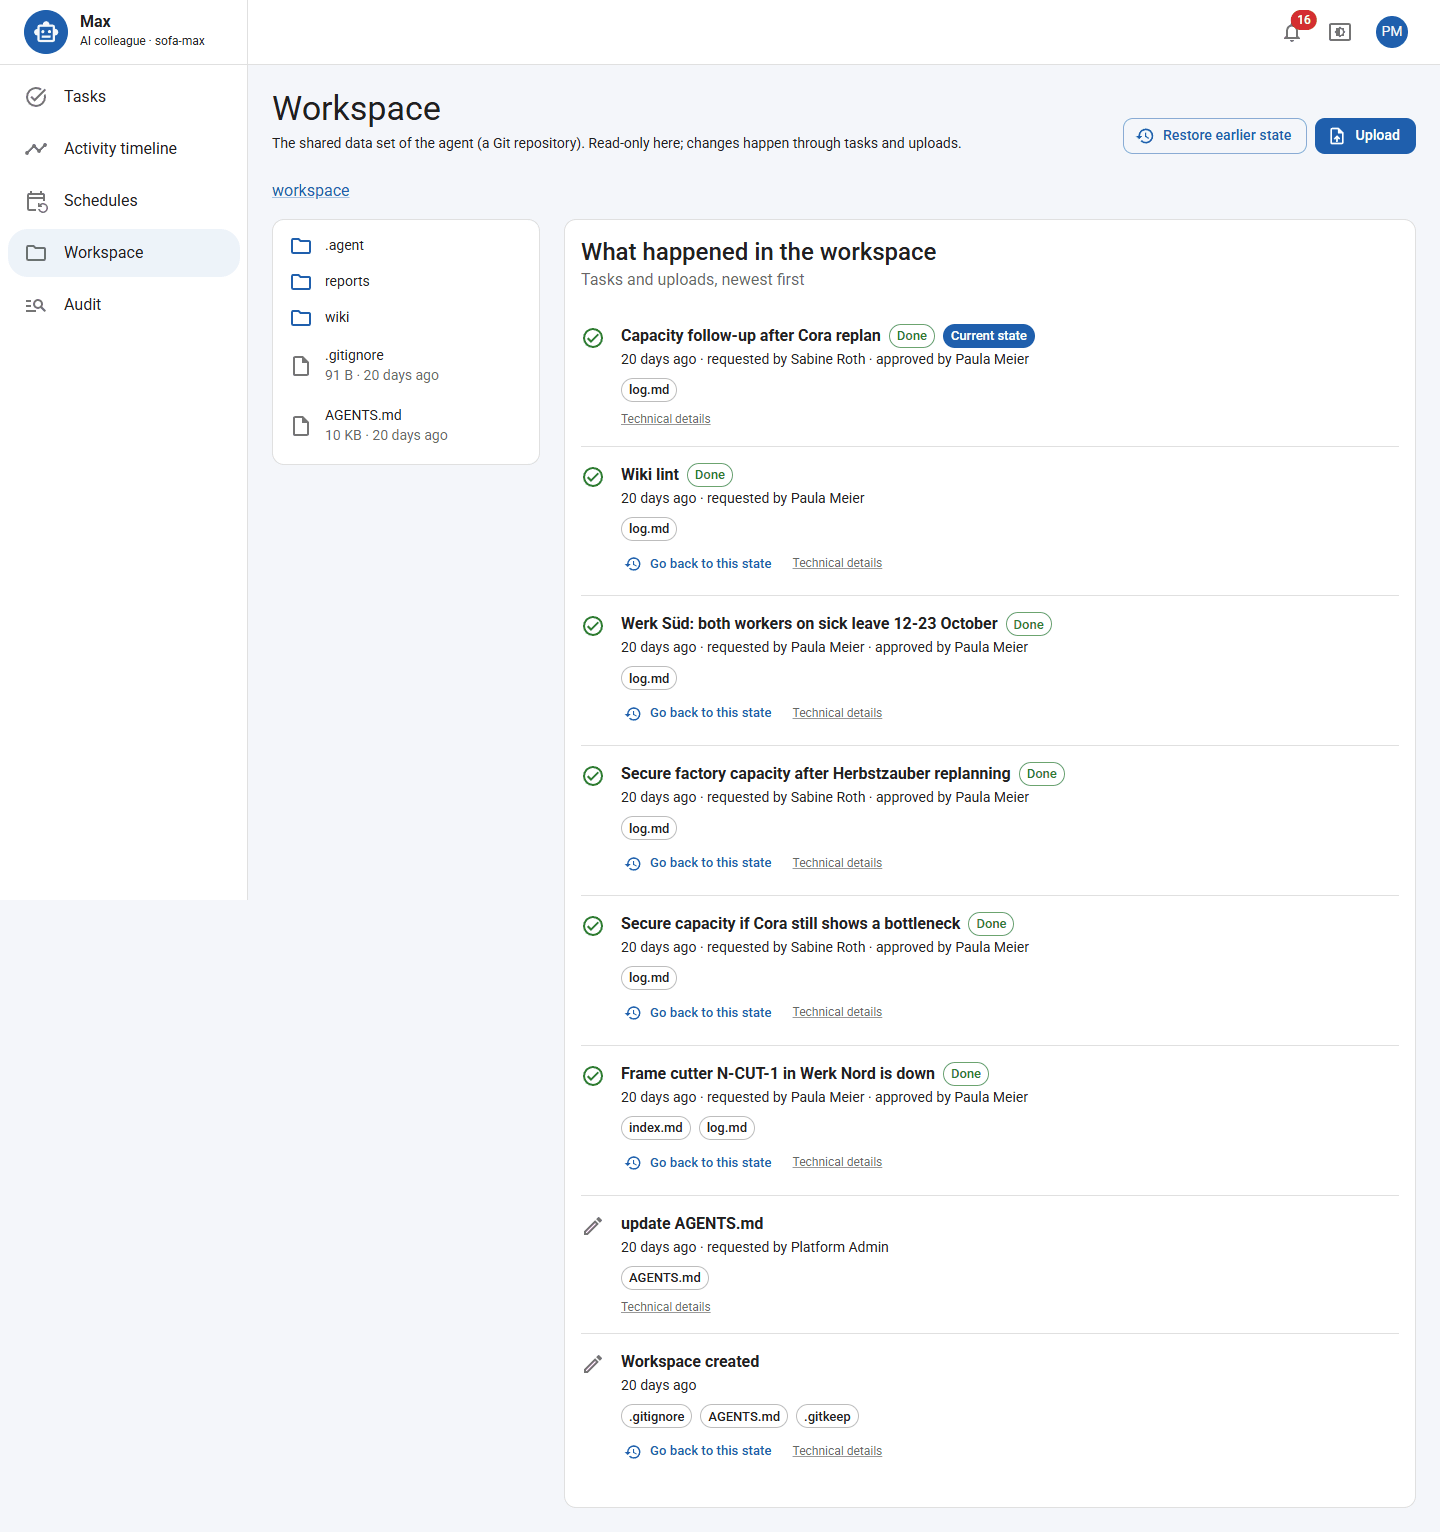 Max
AI colleague · sofa-max
16
PM
Tasks
Activity timeline
Schedules
Workspace
Audit
Workspace
The shared data set of the agent (a Git repository). Read-only here; changes happen through tasks and uploads.
Restore earlier state
Upload
workspace
.agent
reports
wiki
.gitignore
91 B · 20 days ago
AGENTS.md
10 KB · 20 days ago
What happened in the workspace
Tasks and uploads, newest first
Capacity follow-up after Cora replan Done Current state
20 days ago · requested by Sabine Roth · approved by Paula Meier
log.md
Technical details
Wiki lint Done
20 days ago · requested by Paula Meier
log.md
Go back to this state Technical details
Werk Süd: both workers on sick leave 12-23 October Done
20 days ago · requested by Paula Meier · approved by Paula Meier
log.md
Go back to this state Technical details
Secure factory capacity after Herbstzauber replanning Done
20 days ago · requested by Sabine Roth · approved by Paula Meier
log.md
Go back to this state Technical details
Secure capacity if Cora still shows a bottleneck Done
20 days ago · requested by Sabine Roth · approved by Paula Meier
log.md
Go back to this state Technical details
Frame cutter N-CUT-1 in Werk Nord is down Done
20 days ago · requested by Paula Meier · approved by Paula Meier
index.md log.md
Go back to this state Technical details
update AGENTS.md
20 days ago · requested by Platform Admin
AGENTS.md
Technical details
Workspace created
20 days ago
.gitignore AGENTS.md .gitkeep
Go back to this state Technical details